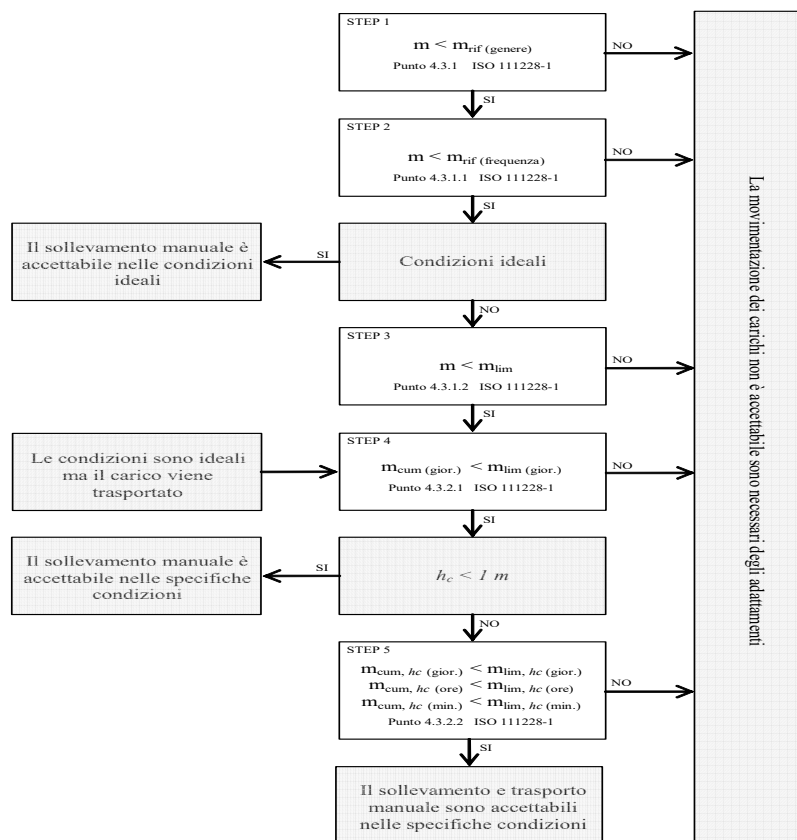 STEP 1
m < m_rif (genere)
Punto 4.3.1 ISO 111228-1
NO
SI
STEP 2
m < m_rif (frequenza)
Punto 4.3.1.1 ISO 111228-1
NO
SI
Il sollevamento manuale è
accettabile nelle condizioni
ideali
SI
Condizioni ideali
NO
STEP 3
m < m_lim
Punto 4.3.1.2 ISO 111228-1
NO
SI
Le condizioni sono ideali
ma il carico viene
trasportato
STEP 4
m_cum (gior.) < m_lim (gior.)
Punto 4.3.2.1 ISO 111228-1
NO
SI
Il sollevamento manuale è
accettabile nelle specifiche
condizioni
SI
h_c < 1 m
NO
STEP 5
m_cum, hc (gior.) < m_lim, hc (gior.)
m_cum, hc (ore) < m_lim, hc (ore)
m_cum, hc (min.) < m_lim, hc (min.)
Punto 4.3.2.2 ISO 111228-1
NO
SI
Il sollevamento e trasporto
manuale sono accettabili
nelle specifiche condizioni
La movimentazione dei carichi non è accettabile sono necessari degli adattamenti